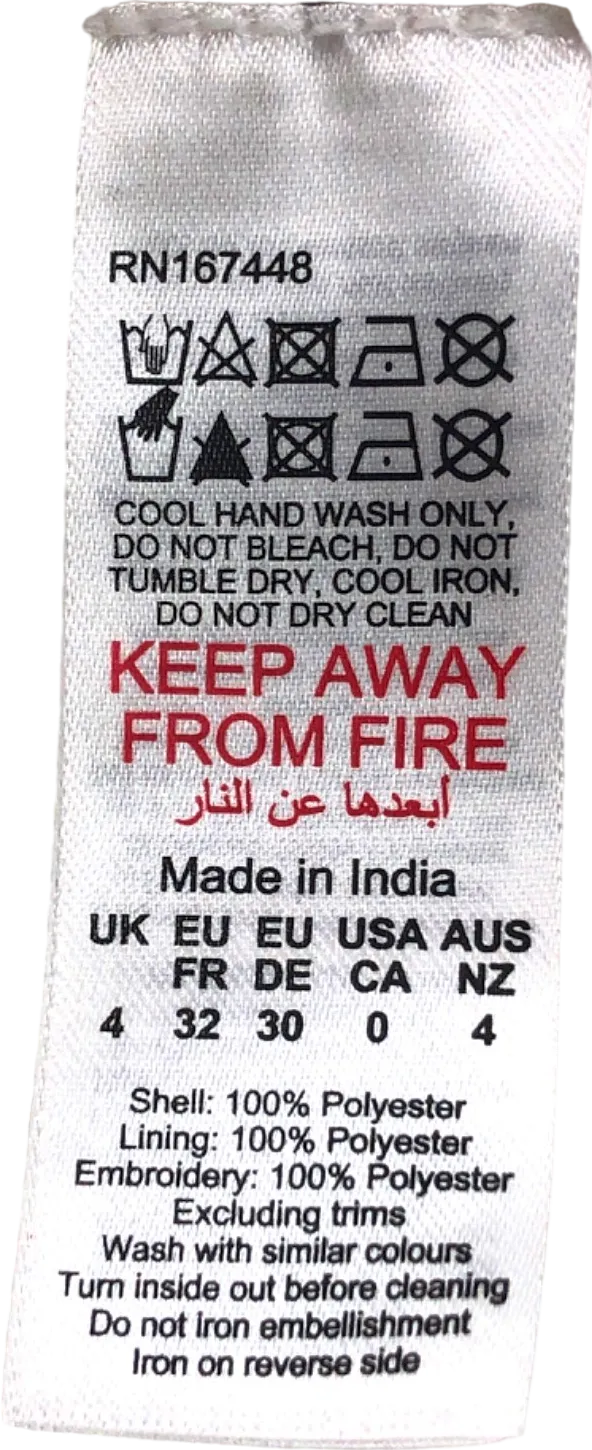 RN167448
COOL HAND WASH ONLY,
DO NOT BLEACH, DO NOT
TUMBLE DRY, COOL IRON,
DO NOT DRY CLEAN
KEEP AWAY
FROM FIRE
أبعدها عن النار
Made in India
UK EU EU USA AUS
FR DE CA NZ
4 32 30 0 4
Shell: 100% Polyester
Lining: 100% Polyester
Embroidery: 100% Polyester
Excluding trims
Wash with similar colours
Turn inside out before cleaning
Do not iron embellishment
Iron on reverse side